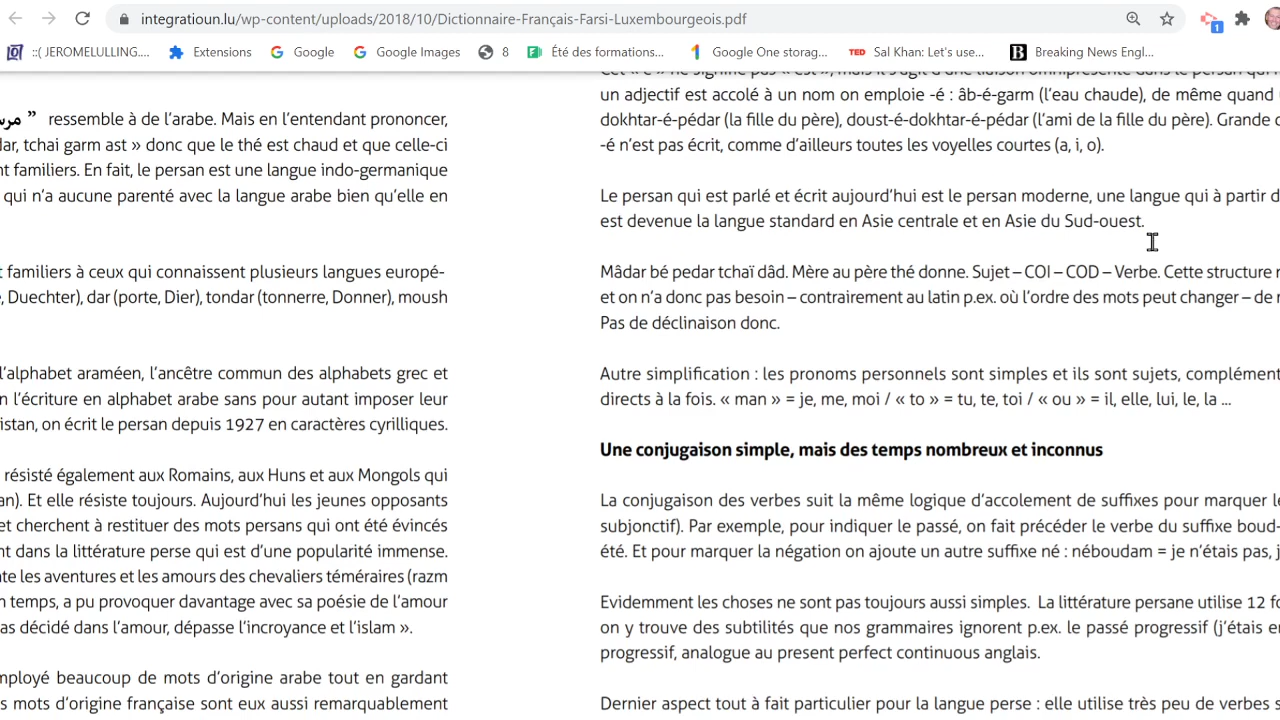 integratioun.lu/wp-content/uploads/2018/10/Dictionnaire-Français-Farsi-Luxembourgeois.pdf
1
::( JEROMELULLING.... Extensions Google Google Images 8 Été des formations... Google One storag... TED Sal Khan: Let's use... B Breaking News Engl...
” ressemble à de l’arabe. Mais en l’entendant prononcer,
dar, tchai garm ast » donc que le thé est chaud et que celle-ci
nt familiers. En fait, le persan est une langue indo-germanique
qui n’a aucune parenté avec la langue arabe bien qu’elle en
t familiers à ceux qui connaissent plusieurs langues europé-
, Duechter), dar (porte, Dier), tondar (tonnerre, Donner), moush
l’alphabet araméen, l’ancêtre commun des alphabets grec et
n l’écriture en alphabet arabe sans pour autant imposer leur
istan, on écrit le persan depuis 1927 en caractères cyrilliques.
résisté également aux Romains, aux Huns et aux Mongols qui
an). Et elle résiste toujours. Aujourd’hui les jeunes opposants
et cherchent à restituer des mots persans qui ont été évincés
nt dans la littérature perse qui est d’une popularité immense.
te les aventures et les amours des chevaliers téméraires (razm
n temps, a pu provoquer davantage avec sa poésie de l’amour
as décidé dans l’amour, dépasse l’incroyance et l’islam ».
mployé beaucoup de mots d’origine arabe tout en gardant
s mots d’origine française sont eux aussi remarquablement
un adjectif est accolé à un nom on emploie -é : âb-é-garm (l’eau chaude), de même quand
dokhtar-é-pédar (la fille du père), doust-é-dokhtar-é-pédar (l’ami de la fille du père). Grande
-é n’est pas écrit, comme d’ailleurs toutes les voyelles courtes (a, i, o).
Le persan qui est parlé et écrit aujourd’hui est le persan moderne, une langue qui à partir d
est devenue la langue standard en Asie centrale et en Asie du Sud-ouest.
Mâdar bé pedar tchaï dâd. Mère au père thé donne. Sujet – COI – COD – Verbe. Cette structure
et on n’a donc pas besoin – contrairement au latin p.ex. où l’ordre des mots peut changer – de
Pas de déclinaison donc.
Autre simplification : les pronoms personnels sont simples et ils sont sujets, complément
directs à la fois. « man » = je, me, moi / « to » = tu, te, toi / « ou » = il, elle, lui, le, la ...
Une conjugaison simple, mais des temps nombreux et inconnus
La conjugaison des verbes suit la même logique d’accolement de suffixes pour marquer le
subjonctif). Par exemple, pour indiquer le passé, on fait précéder le verbe du suffixe boud-
été. Et pour marquer la négation on ajoute un autre suffixe né : néboudam = je n’étais pas, j
Evidemment les choses ne sont pas toujours aussi simples. La littérature persane utilise 12 fo
on y trouve des subtilités que nos grammaires ignorent p.ex. le passé progressif (j’étais en
progressif, analogue au present perfect continuous anglais.
Dernier aspect tout à fait particulier pour la langue perse : elle utilise très peu de verbes s